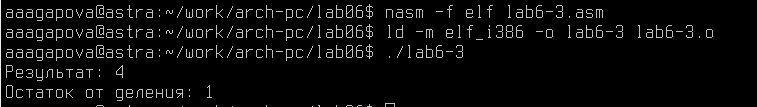 aaagapova@astra:~/work/arch-pc/lab06$ nasm -f elf lab6-3.asm
aaagapova@astra:~/work/arch-pc/lab06$ ld -m elf_i386 -o lab6-3 lab6-3.o
aaagapova@astra:~/work/arch-pc/lab06$ ./lab6-3
Результат: 4
Остаток от деления: 1